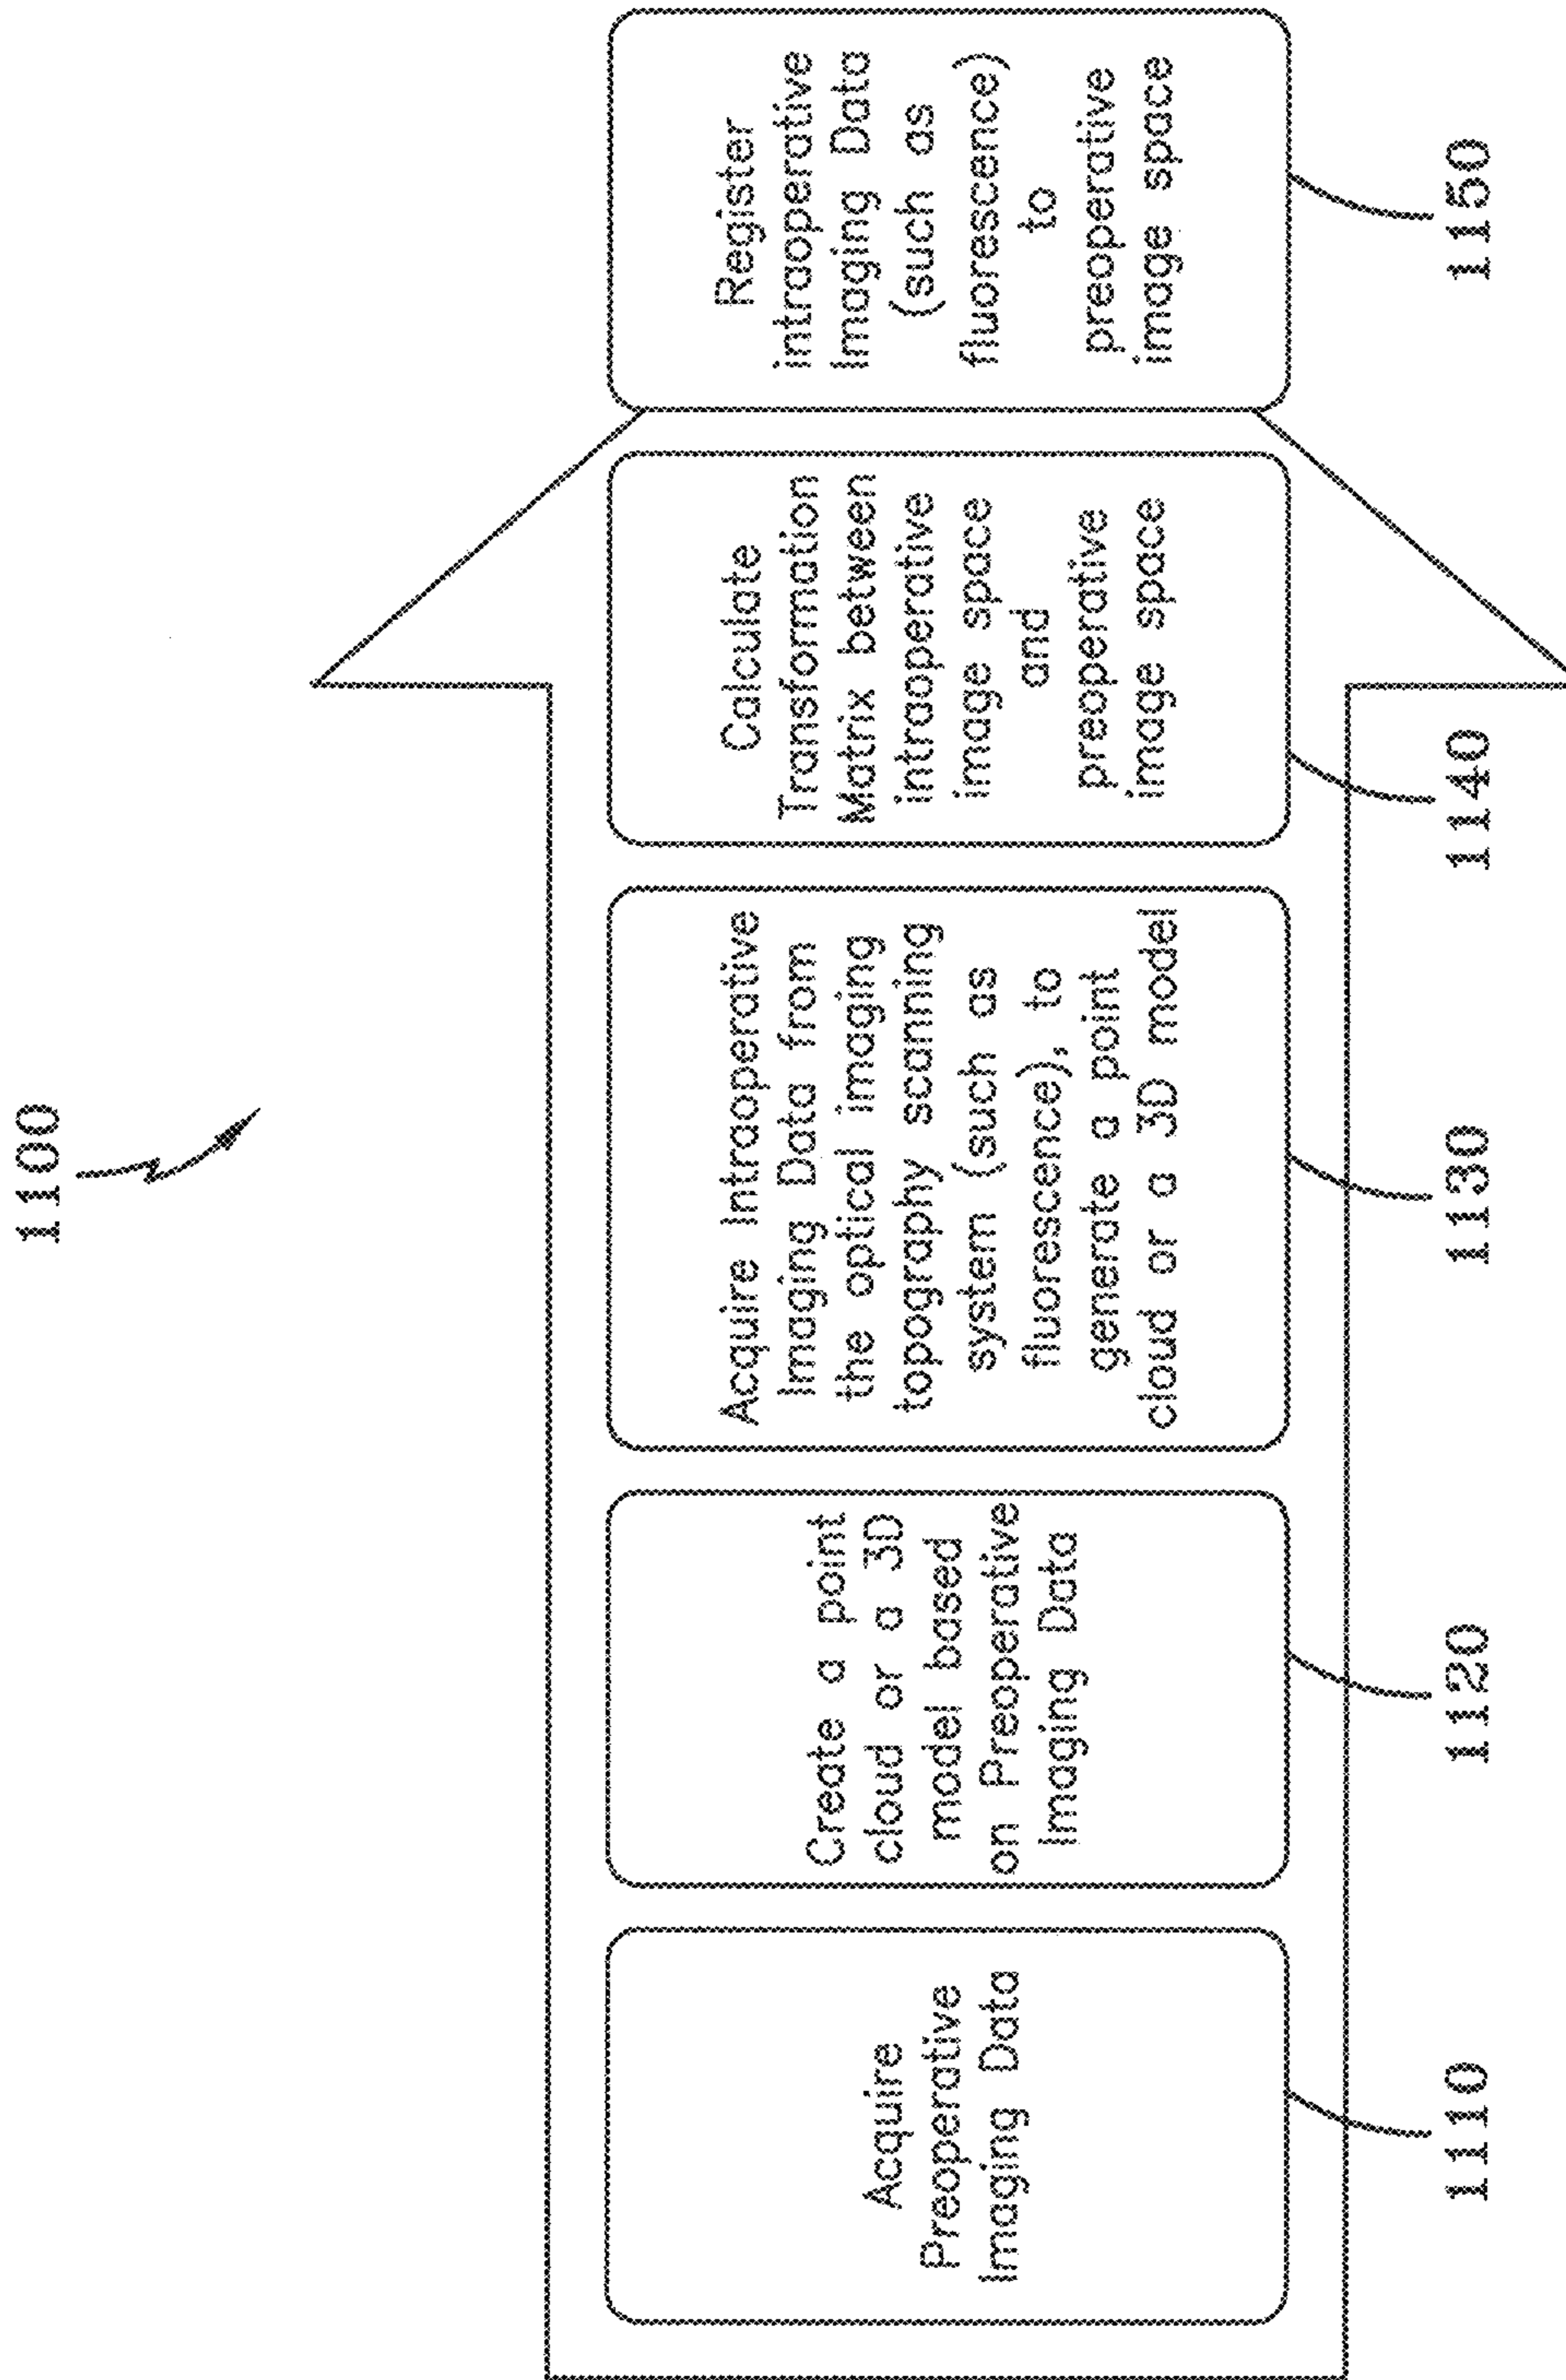 1100
Acquire
Preoperative
Imaging Data
1110
Create a point
cloud or a 3D
model based
on Preoperative
Imaging Data
1120
Acquire Intraoperative
Imaging Data from
the optical imaging
topography scanning
system (such as
fluorescence), to
generate a point
cloud or a 3D model
1130
Calculate
Transformation
Matrix between
intraoperative
image space
and
preoperative
image space
1140
Register
intraoperative
Imaging Data
(such as
fluorescence)
to
preoperative
image space
1150